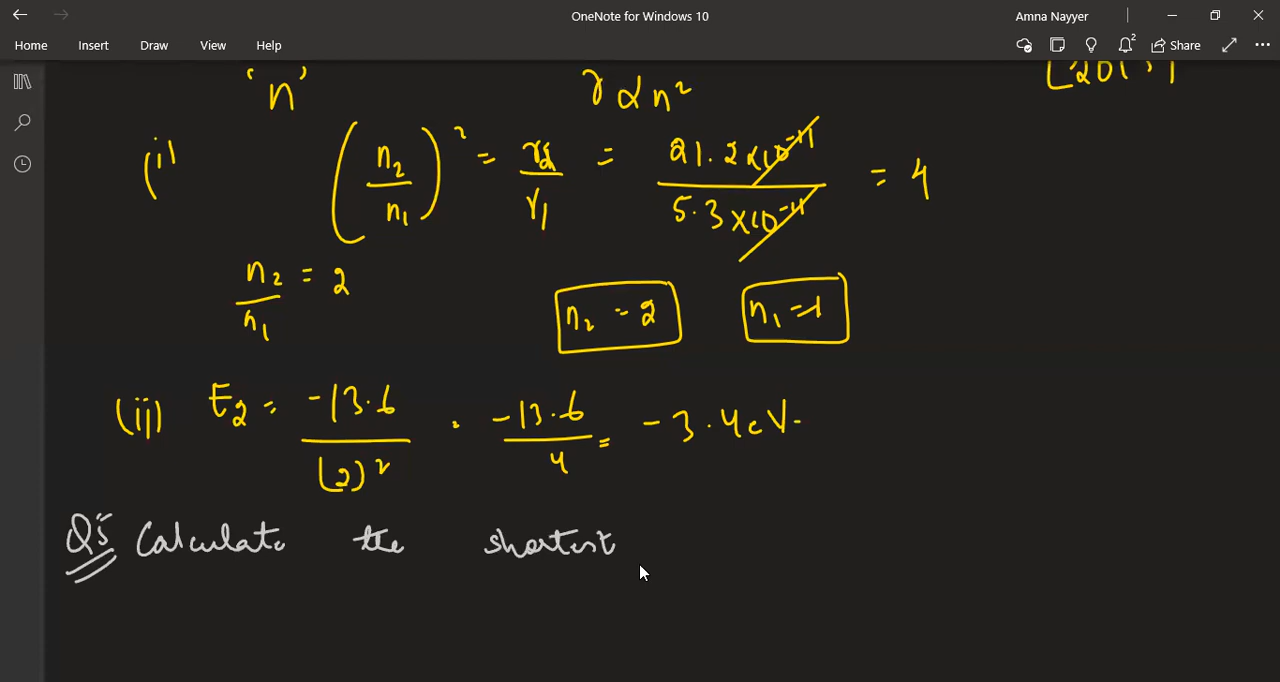 OneNote for Windows 10
Amna Nayyer
Home Insert Draw View Help
2 Share
'n' r α n²
(i) (n₂/n₁)² = r₂/r₁ = 21.2×10⁻¹¹/5.3×10⁻¹¹ = 4
n₂/n₁ = 2 n₂ = 2 n₁ = 1
(ii) E₂ = -13.6/(2)² . -13.6/4 = -3.4eV.
Q5 Calculate the shortest